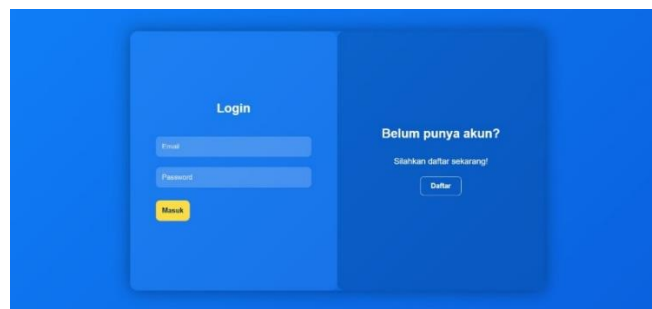 Login
Email
Password
Masuk
Belum punya akun?
Silahkan daftar sekarang!
Daftar